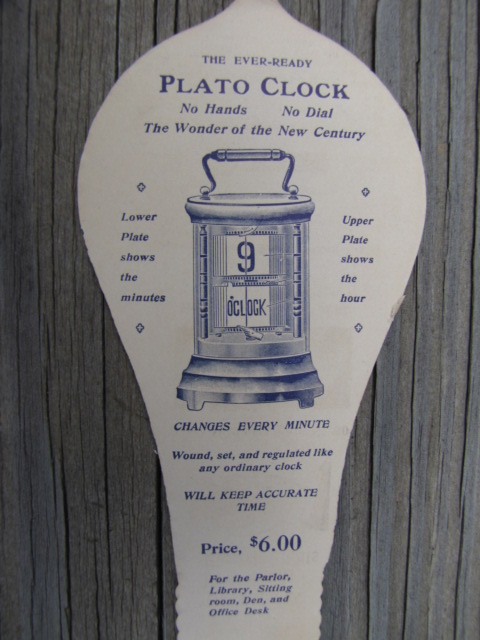 THE EVER-READY
PLATO CLOCK
No Hands No Dial
The Wonder of the New Century
Lower
Plate
shows
the
minutes
Upper
Plate
shows
the
hour
9
O'CLOCK
CHANGES EVERY MINUTE
Wound, set, and regulated like
any ordinary clock
WILL KEEP ACCURATE
TIME
Price, $6.00
For the Parlor,
Library, Sitting
room, Den, and
Office Desk